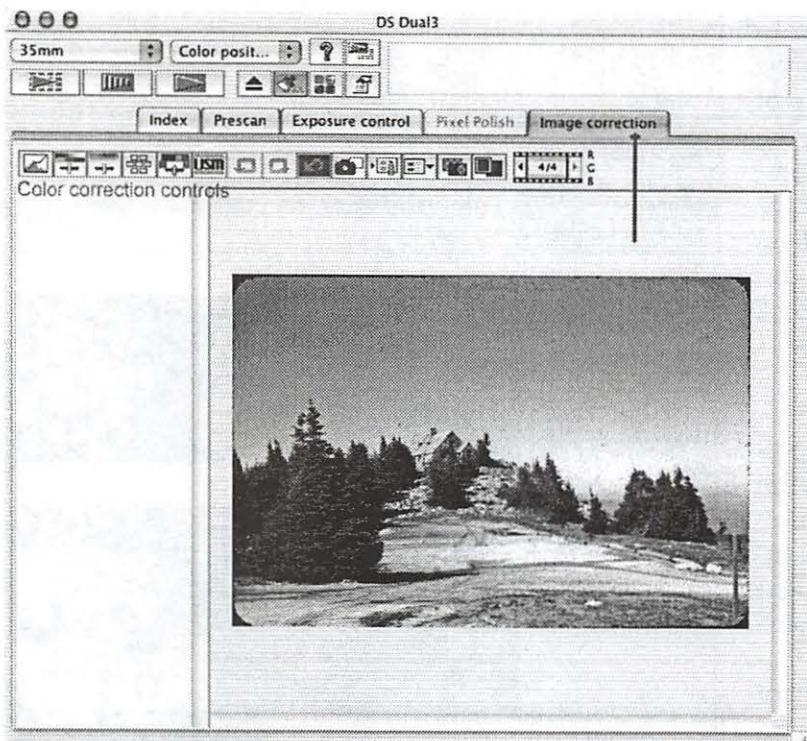 DS Dual3
35mm Color posit... ?
Index Prescan Exposure control Pixel Polish Image correction
USM 4/4 R
G
B
Color correction controls